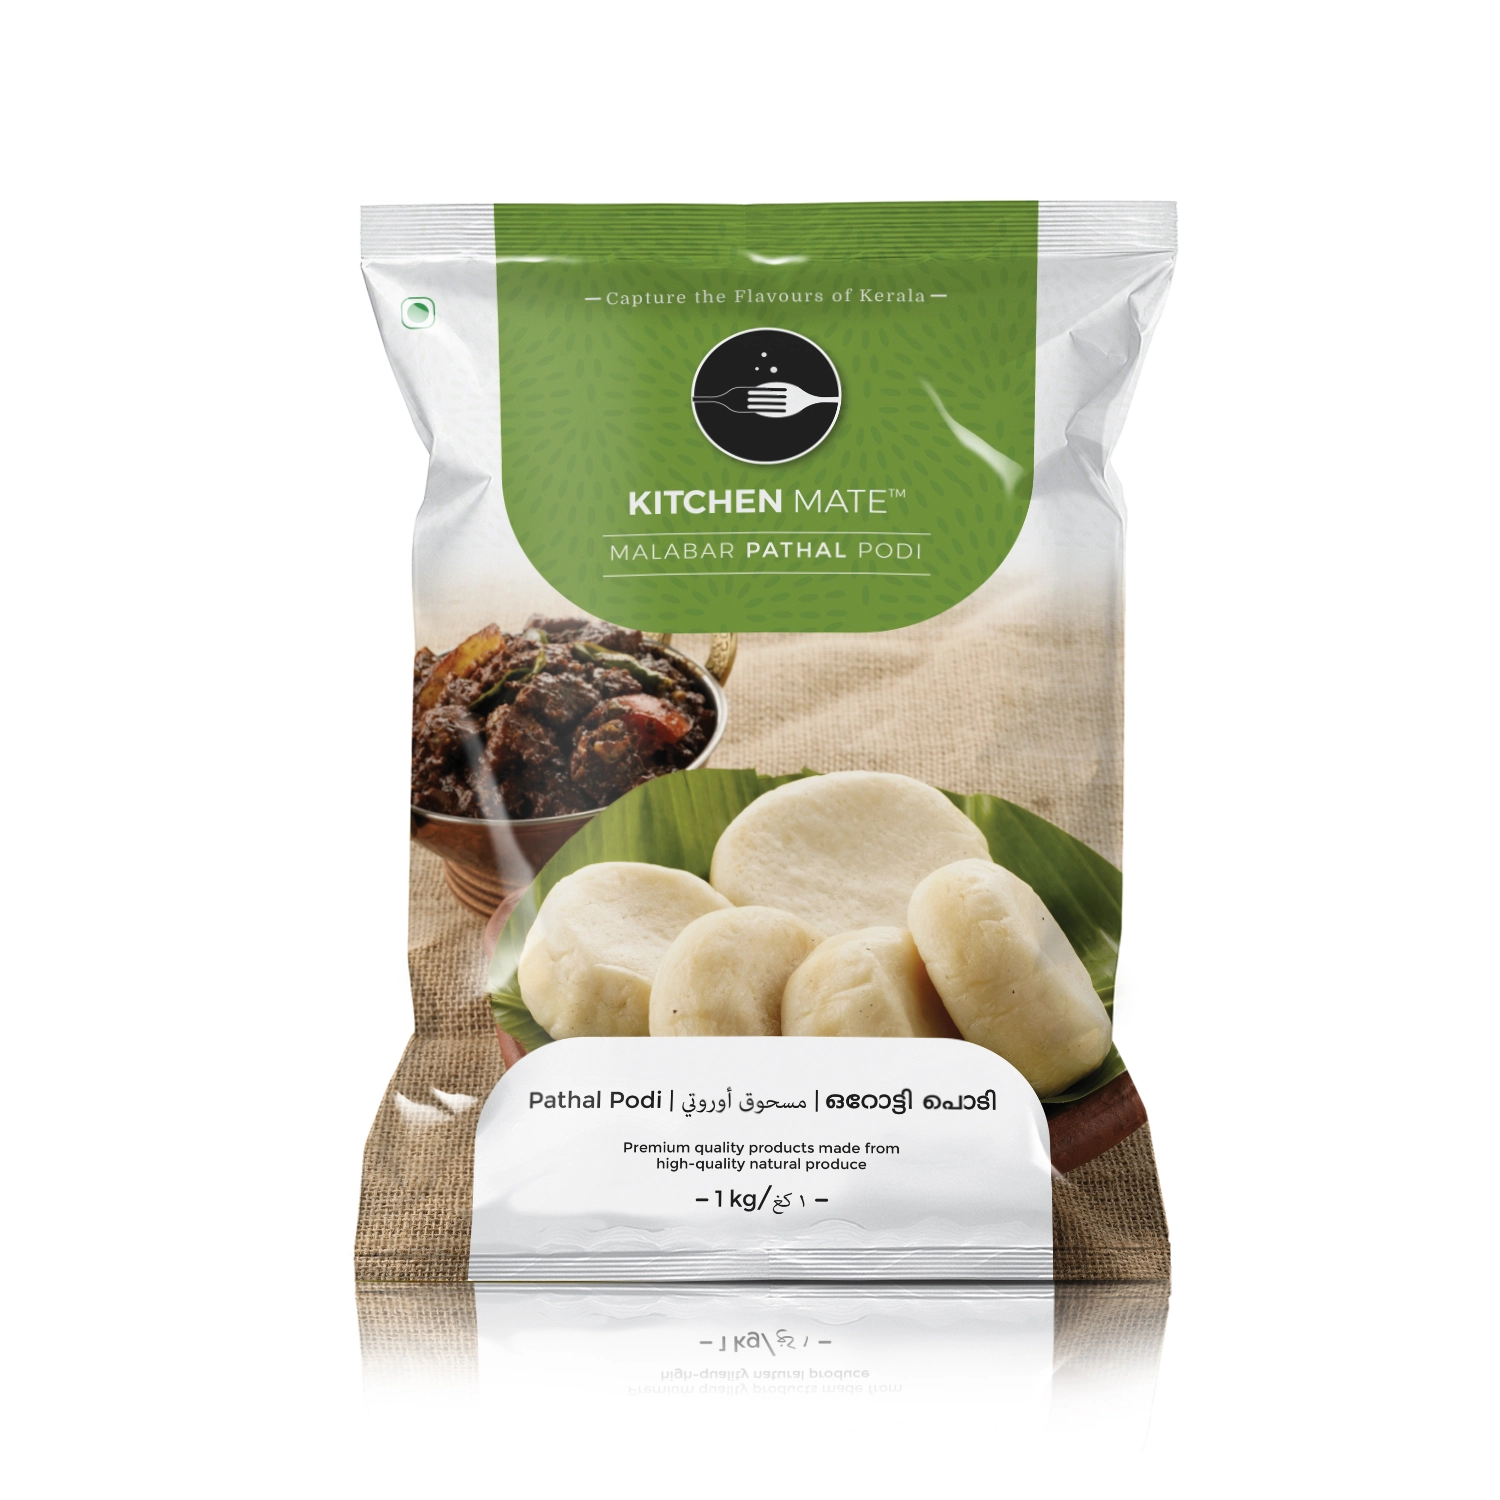 Capture the Flavours of Kerala
KITCHEN MATE™
MALABAR PATHAL PODI
Pathal Podi | مسحوق أوروتي | ഒറോട്ടി പൊടി
Premium quality products made from
high-quality natural produce
– 1 kg/١ كغ –